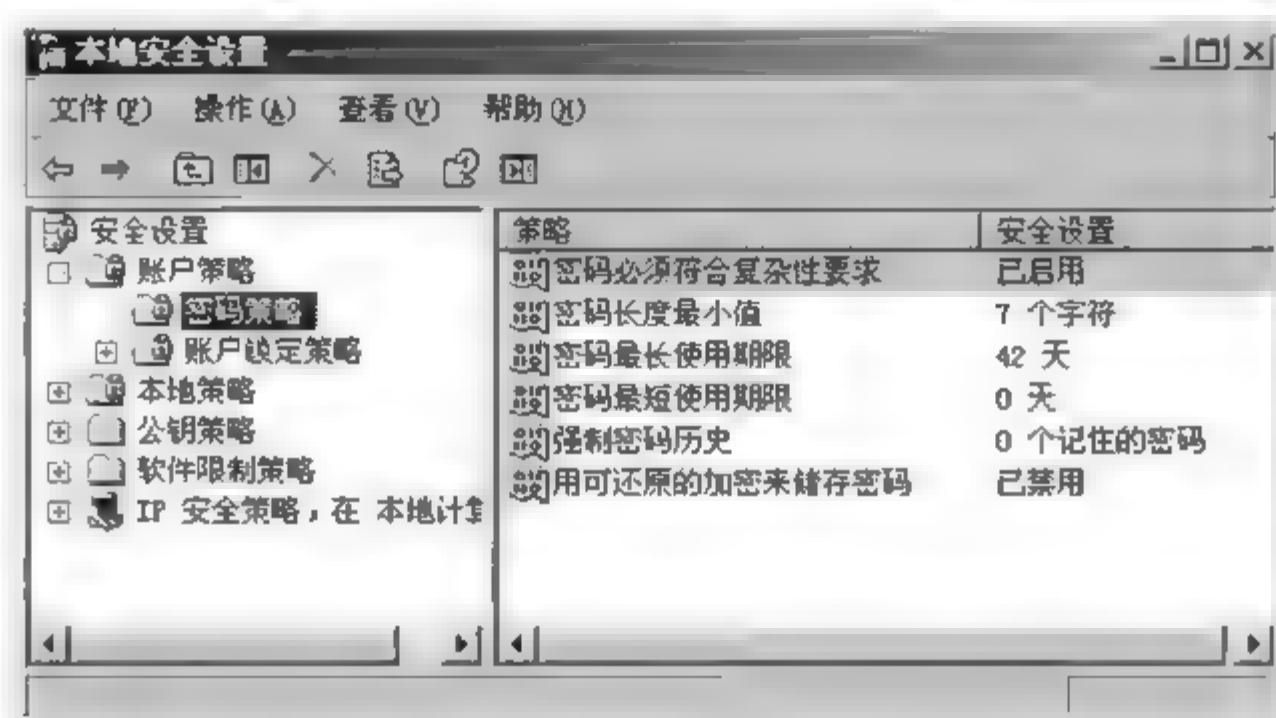 本地安全设置
文件(F) 操作(A) 查看(V) 帮助(H)
安全设置
账户策略
密码策略
账户锁定策略
本地策略
公钥策略
软件限制策略
IP 安全策略，在 本地计算
策略 安全设置
密码必须符合复杂性要求 已启用
密码长度最小值 7 个字符
密码最长使用期限 42 天
密码最短使用期限 0 天
强制密码历史 0 个记住的密码
用可还原的加密来储存密码 已禁用